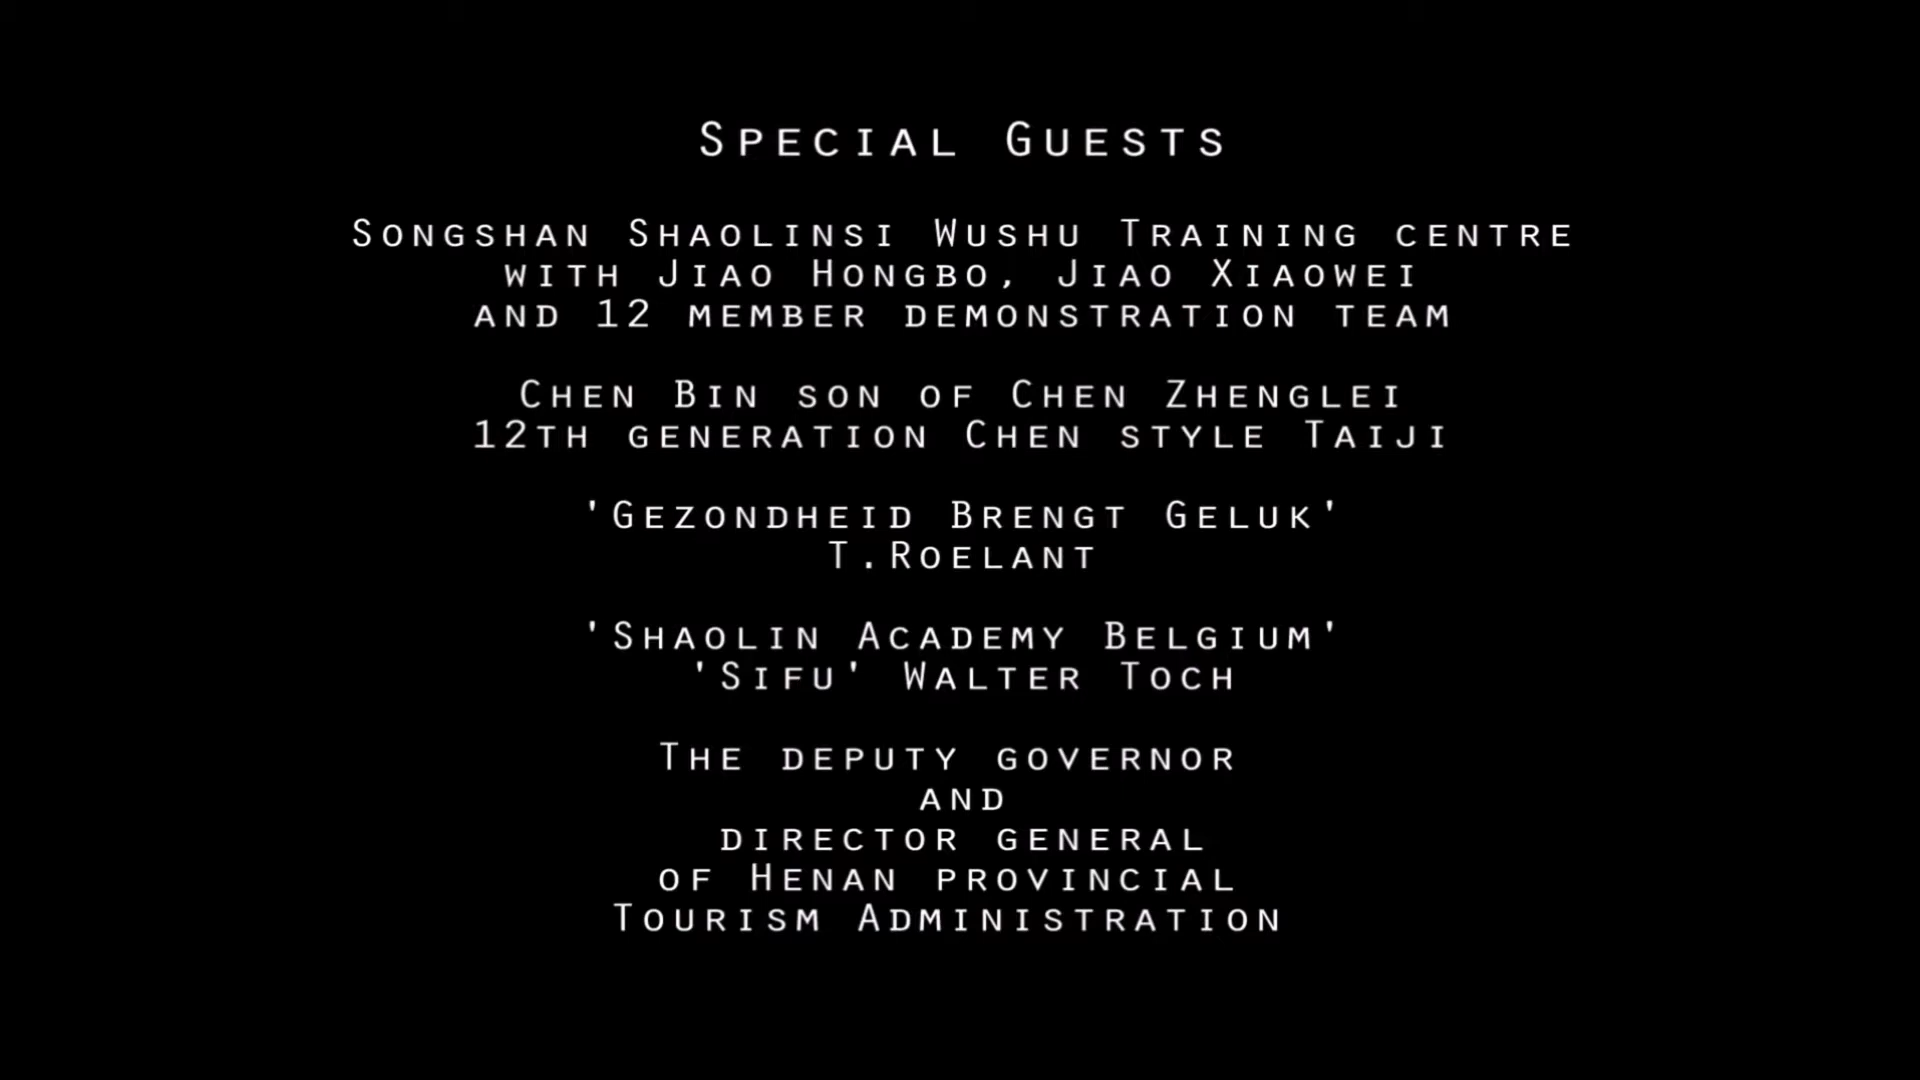 Special Guests
Songshan Shaolinsi Wushu Training centre
with Jiao Hongbo, Jiao Xiaowei
and 12 member demonstration team
Chen Bin son of Chen Zhenglei
12th generation Chen style Taiji
'Gezondheid Brengt Geluk'
T.Roelant
'Shaolin Academy Belgium'
'Sifu' Walter Toch
The deputy governor
and
director general
of Henan provincial
Tourism Administration